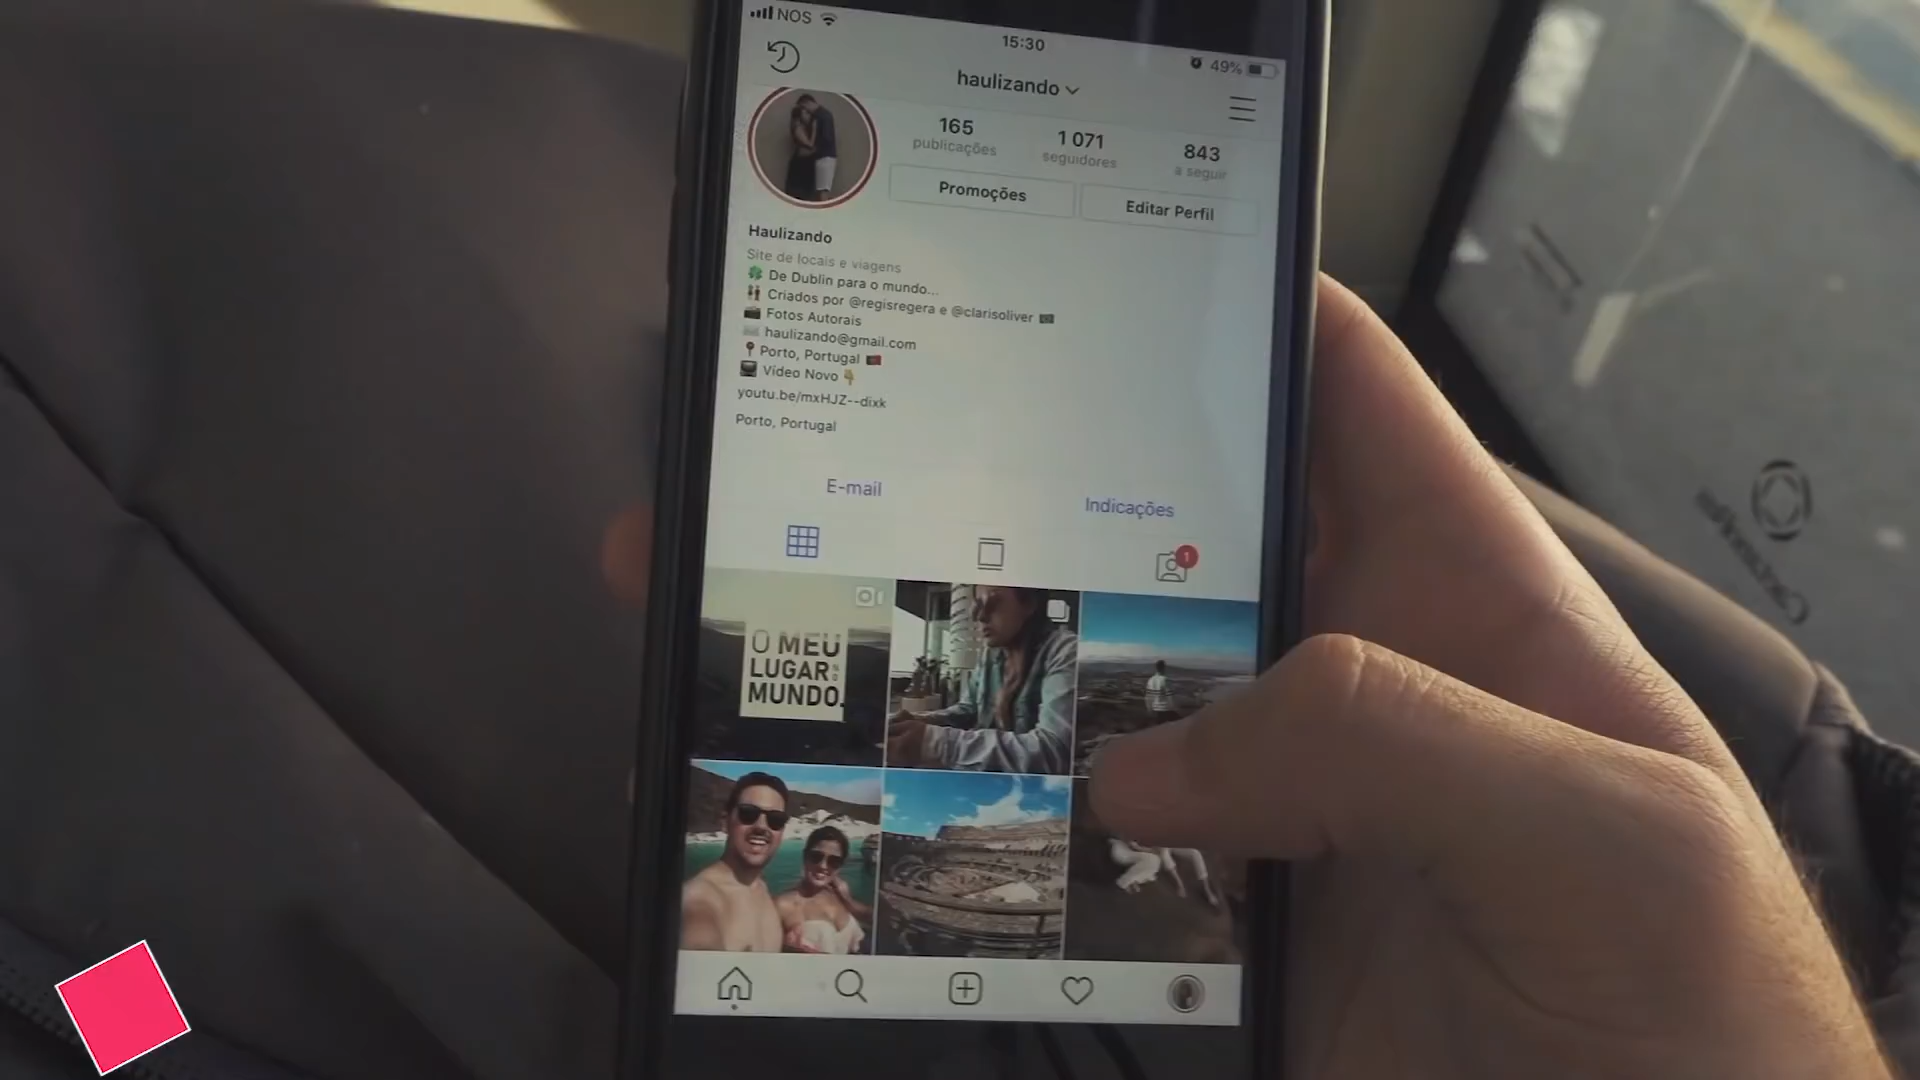 NOS
15:30
49%
haulizando
165
publicações
1 071
seguidores
843
a seguir
Promoções
Editar Perfil
Haulizando
Site de locais e viagens
De Dublin para o mundo...
Criados por @regisregera e @clarisoliver
Fotos Autorais
haulizando@gmail.com
Porto, Portugal
Vídeo Novo
youtu.be/mxHJZ--dixk
Porto, Portugal
E-mail
Indicações
1
O MEU
LUGAR NO
MUNDO.